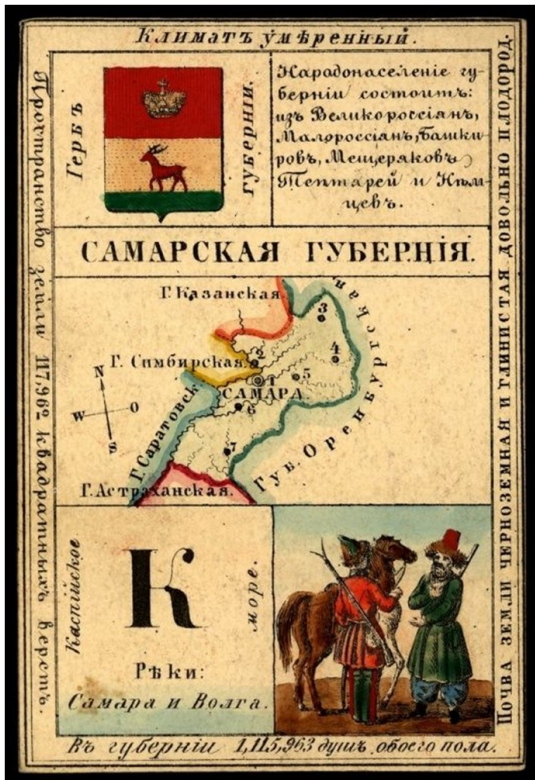 Климатъ умѣренный.
Гербъ
губерніи.
Народонаселеніе гу-
берніи состоитъ:
изъ Великороссіянъ,
Малороссіянъ, Башки-
ровъ, Мещеряковъ
Тептярей и Нѣм-
цевъ.
Пространство земли 117,962 квадратныхъ верстъ.
Почва земли черноземная и глинистая довольно плодород.
САМАРСКАЯ ГУБЕРНІЯ.
Г. Казанская
Г. Симбирская
Г. Саратовск
Г. Астраханская.
Губ. Оренбургская.
САМАРА
N
W O
S
1
2
3
4
5
6
7
Каспійское
море.
К
Рѣки:
Самара и Волга.
Въ губерніи 1,115,963 душъ обоего пола.